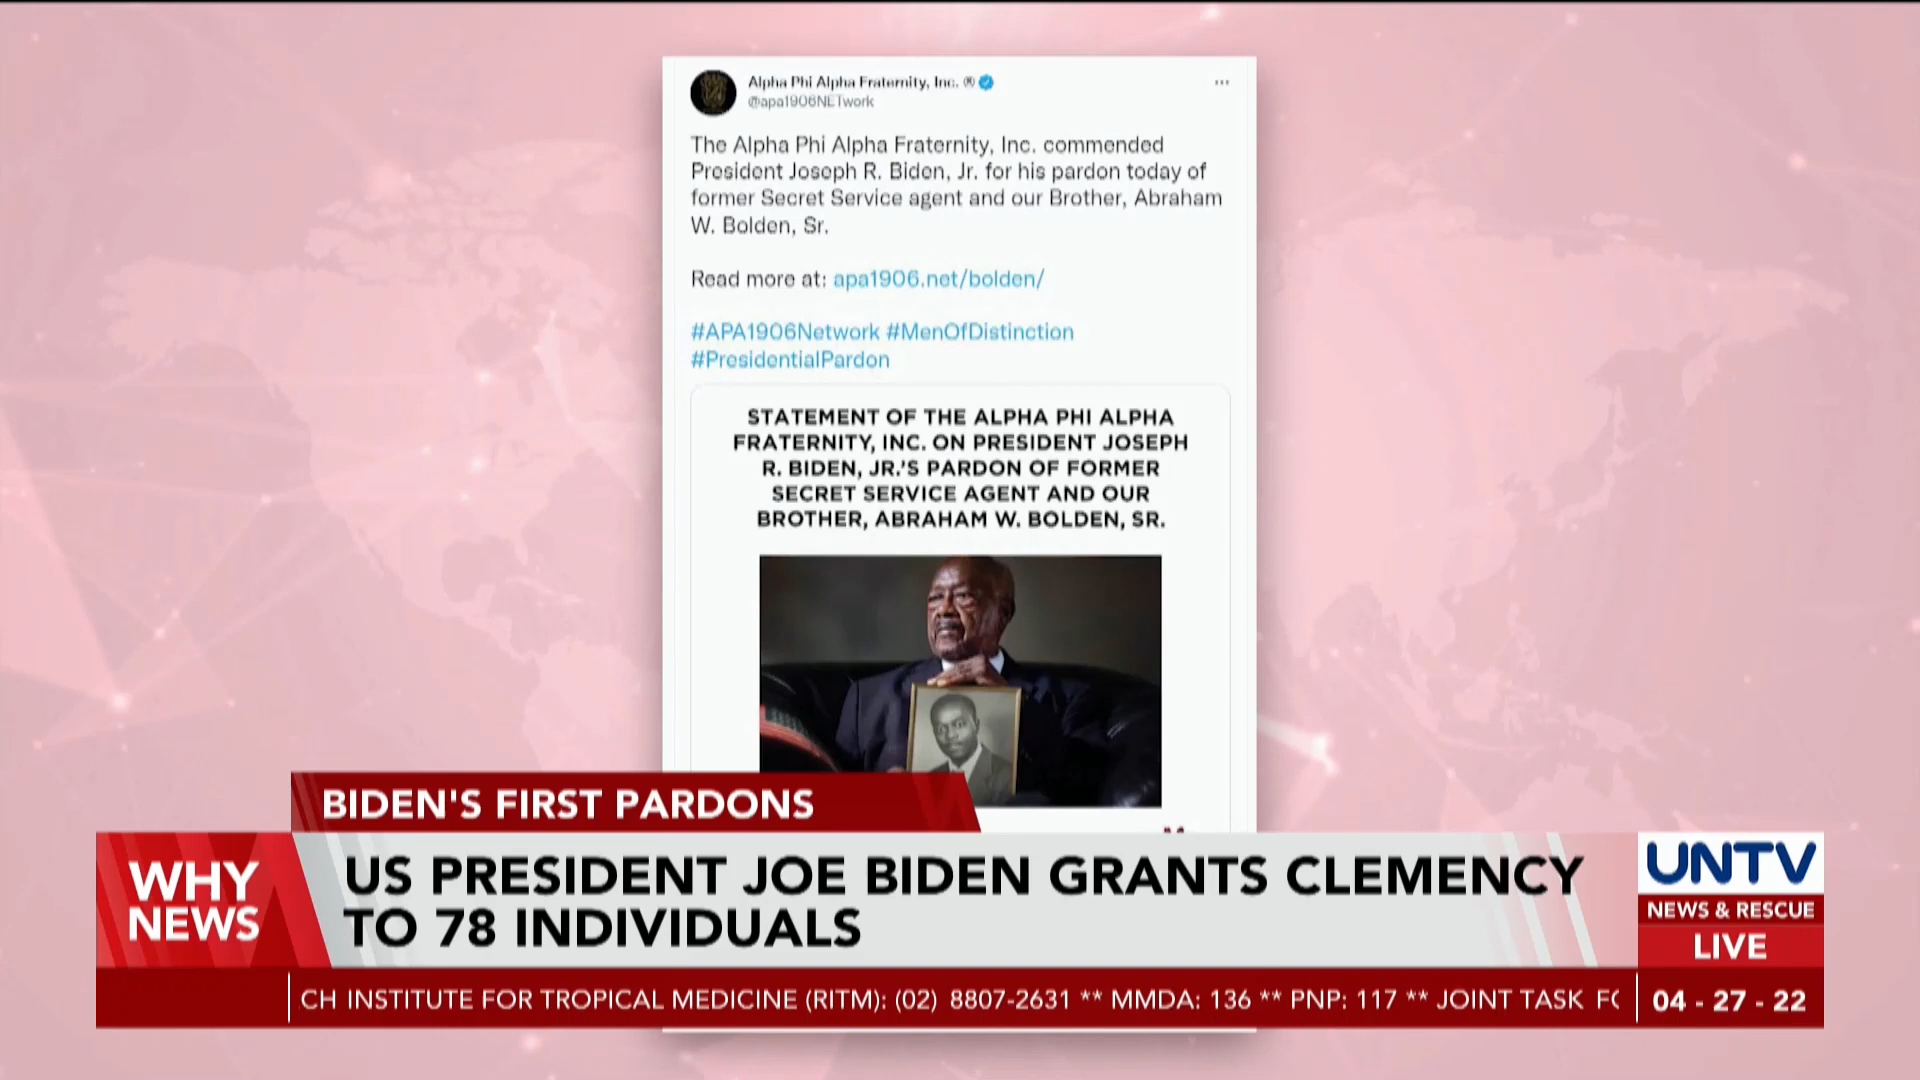 Alpha Phi Alpha Fraternity, Inc. ®
@apa1906NETwork
The Alpha Phi Alpha Fraternity, Inc. commended
President Joseph R. Biden, Jr. for his pardon today of
former Secret Service agent and our Brother, Abraham
W. Bolden, Sr.
Read more at: apa1906.net/bolden/
#APA1906Network #MenOfDistinction
#PresidentialPardon
STATEMENT OF THE ALPHA PHI ALPHA
FRATERNITY, INC. ON PRESIDENT JOSEPH
R. BIDEN, JR.'S PARDON OF FORMER
SECRET SERVICE AGENT AND OUR
BROTHER, ABRAHAM W. BOLDEN, SR.
BIDEN'S FIRST PARDONS
WHY
NEWS
US PRESIDENT JOE BIDEN GRANTS CLEMENCY
TO 78 INDIVIDUALS
UNTV
NEWS & RESCUE
LIVE
CH INSTITUTE FOR TROPICAL MEDICINE (RITM): (02) 8807-2631 ** MMDA: 136 ** PNP: 117 ** JOINT TASK
04 - 27 - 22